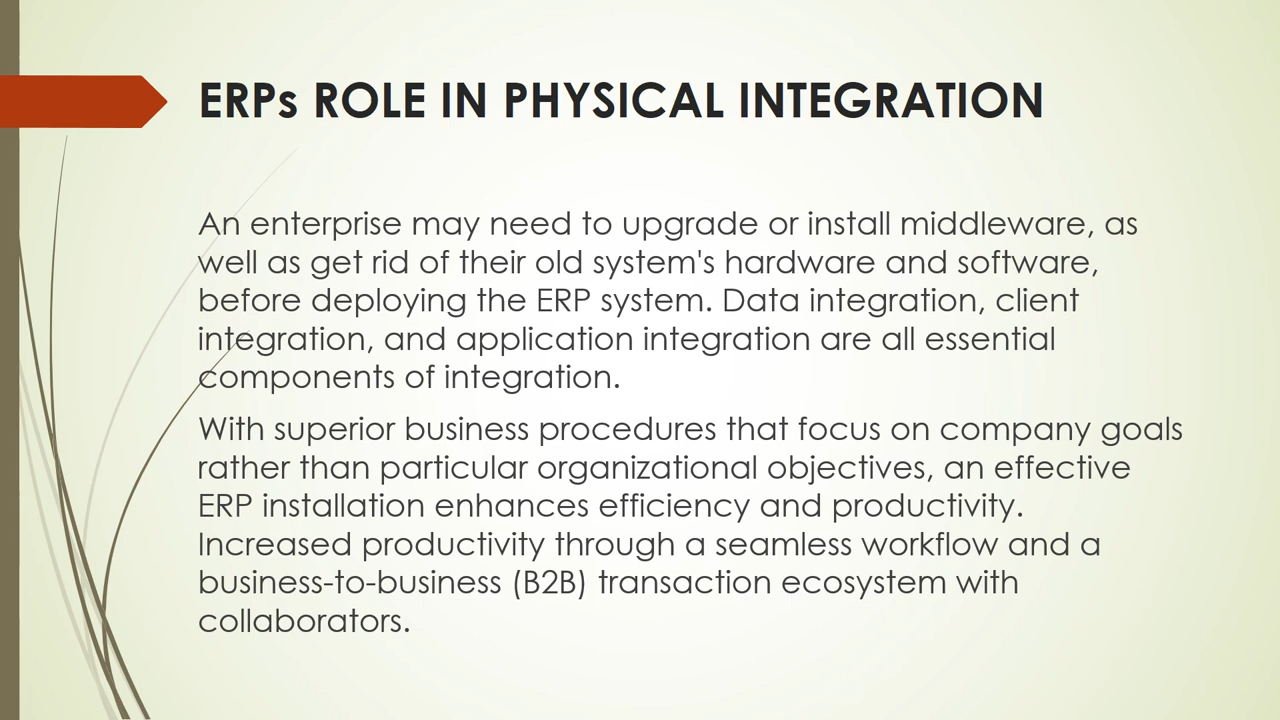 ERPs ROLE IN PHYSICAL INTEGRATION
An enterprise may need to upgrade or install middleware, as
well as get rid of their old system's hardware and software,
before deploying the ERP system. Data integration, client
integration, and application integration are all essential
components of integration.
With superior business procedures that focus on company goals
rather than particular organizational objectives, an effective
ERP installation enhances efficiency and productivity.
Increased productivity through a seamless workflow and a
business-to-business (B2B) transaction ecosystem with
collaborators.